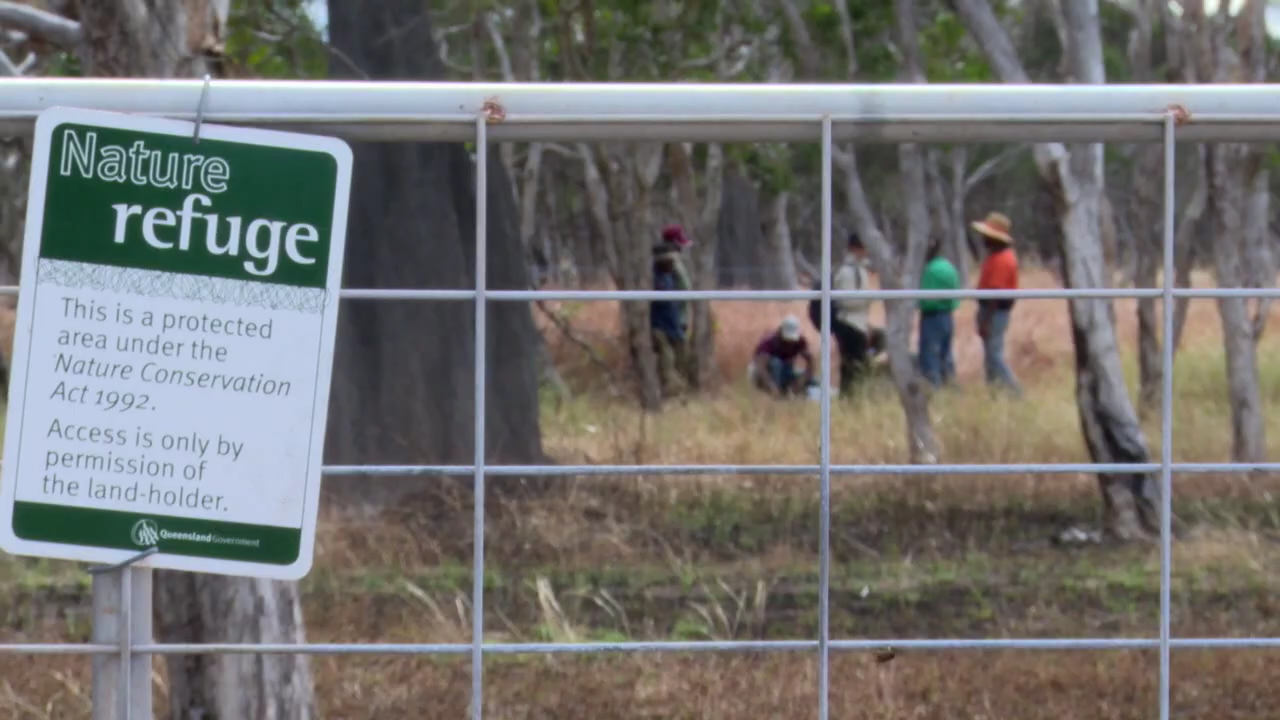 Nature
refuge
This is a protected
area under the
Nature Conservation
Act 1992.
Access is only by
permission of
the land-holder.
Queensland Government